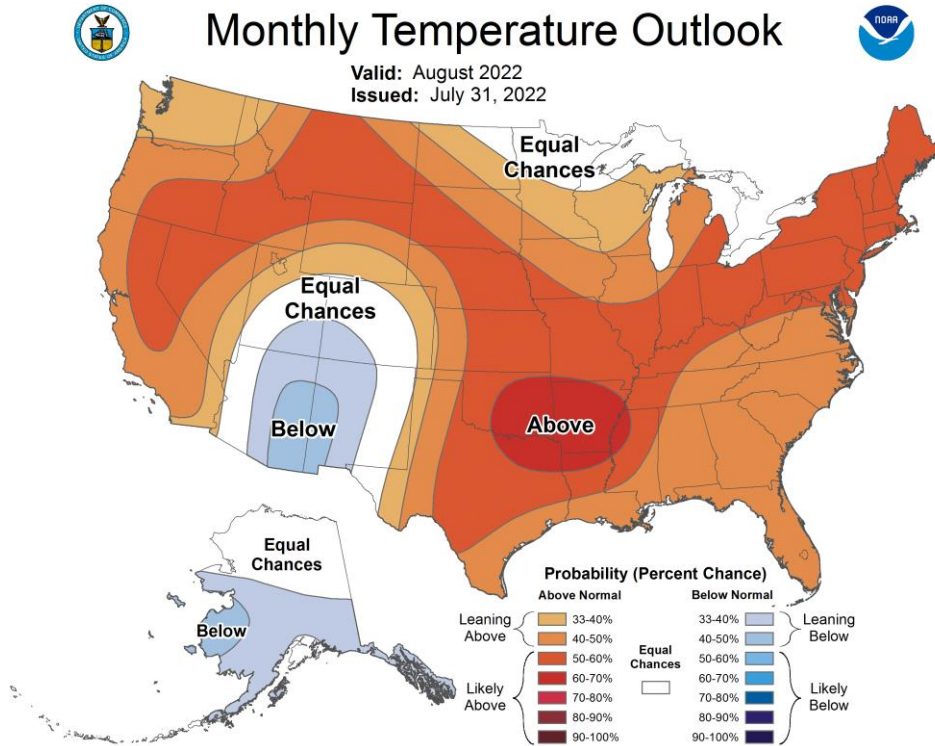 Monthly Temperature Outlook
NOAA
Valid: August 2022
Issued: July 31, 2022
Equal
Chances
Equal
Chances
Below
Above
Equal
Chances
Below
Probability (Percent Chance)
Above Normal
Below Normal
Leaning
Above
33-40%
40-50%
Likely
Above
50-60%
60-70%
70-80%
80-90%
90-100%
Equal
Chances
33-40%
40-50%
Leaning
Below
50-60%
60-70%
70-80%
80-90%
90-100%
Likely
Below